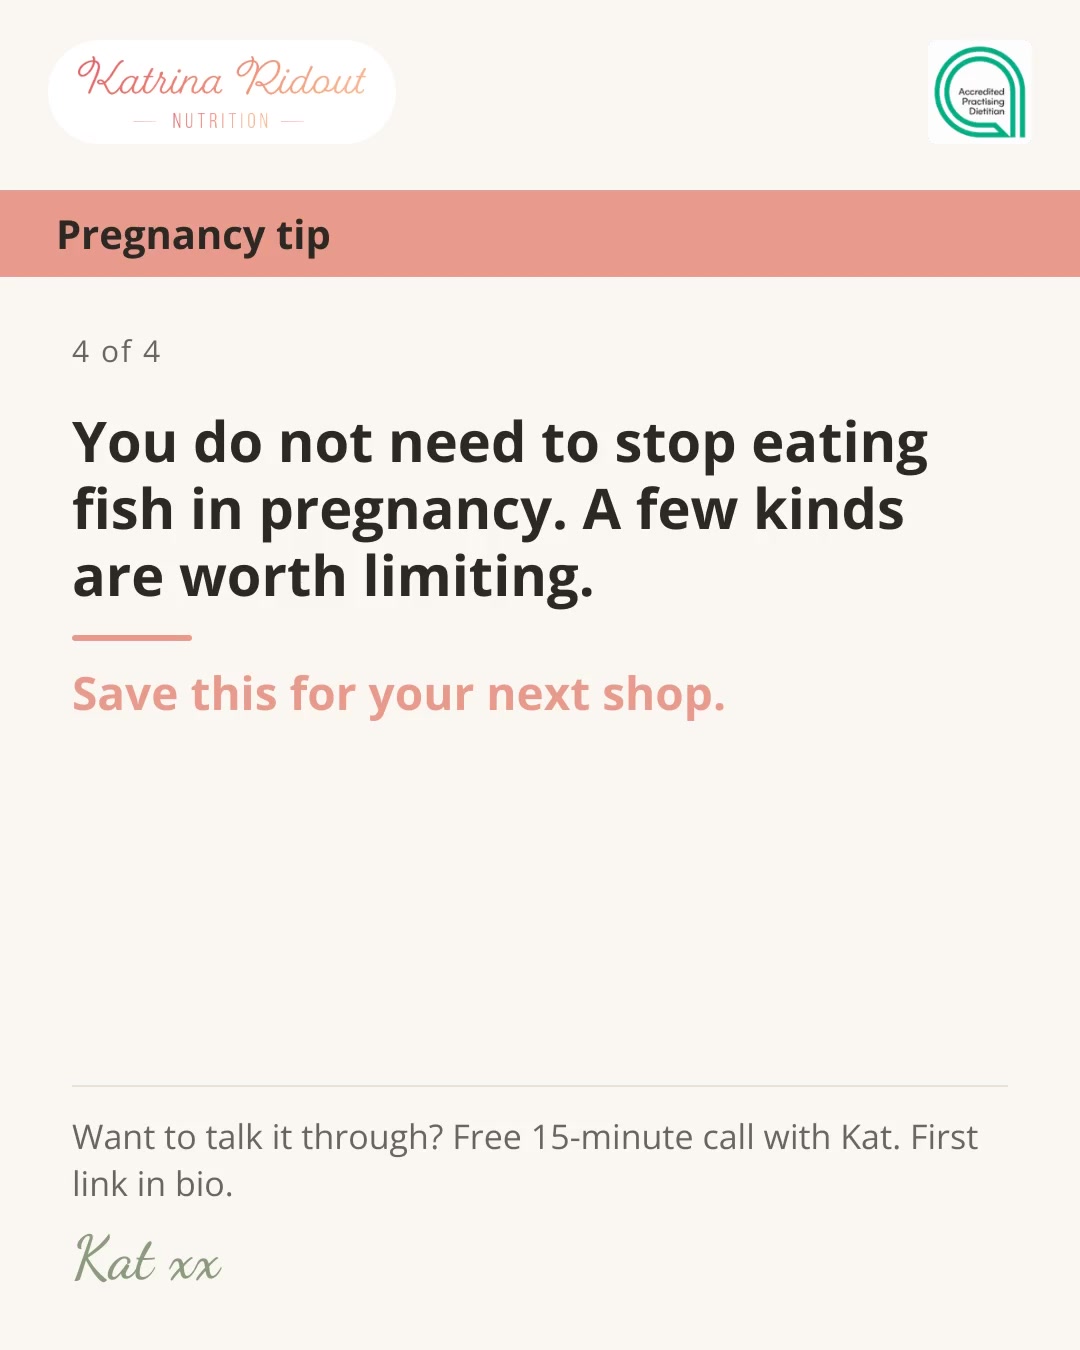 Katrina Ridout
NUTRITION
Accredited
Practising
Dietitian
Pregnancy tip
4 of 4
You do not need to stop eating
fish in pregnancy. A few kinds
are worth limiting.
Save this for your next shop.
Want to talk it through? Free 15-minute call with Kat. First
link in bio.
Kat xx